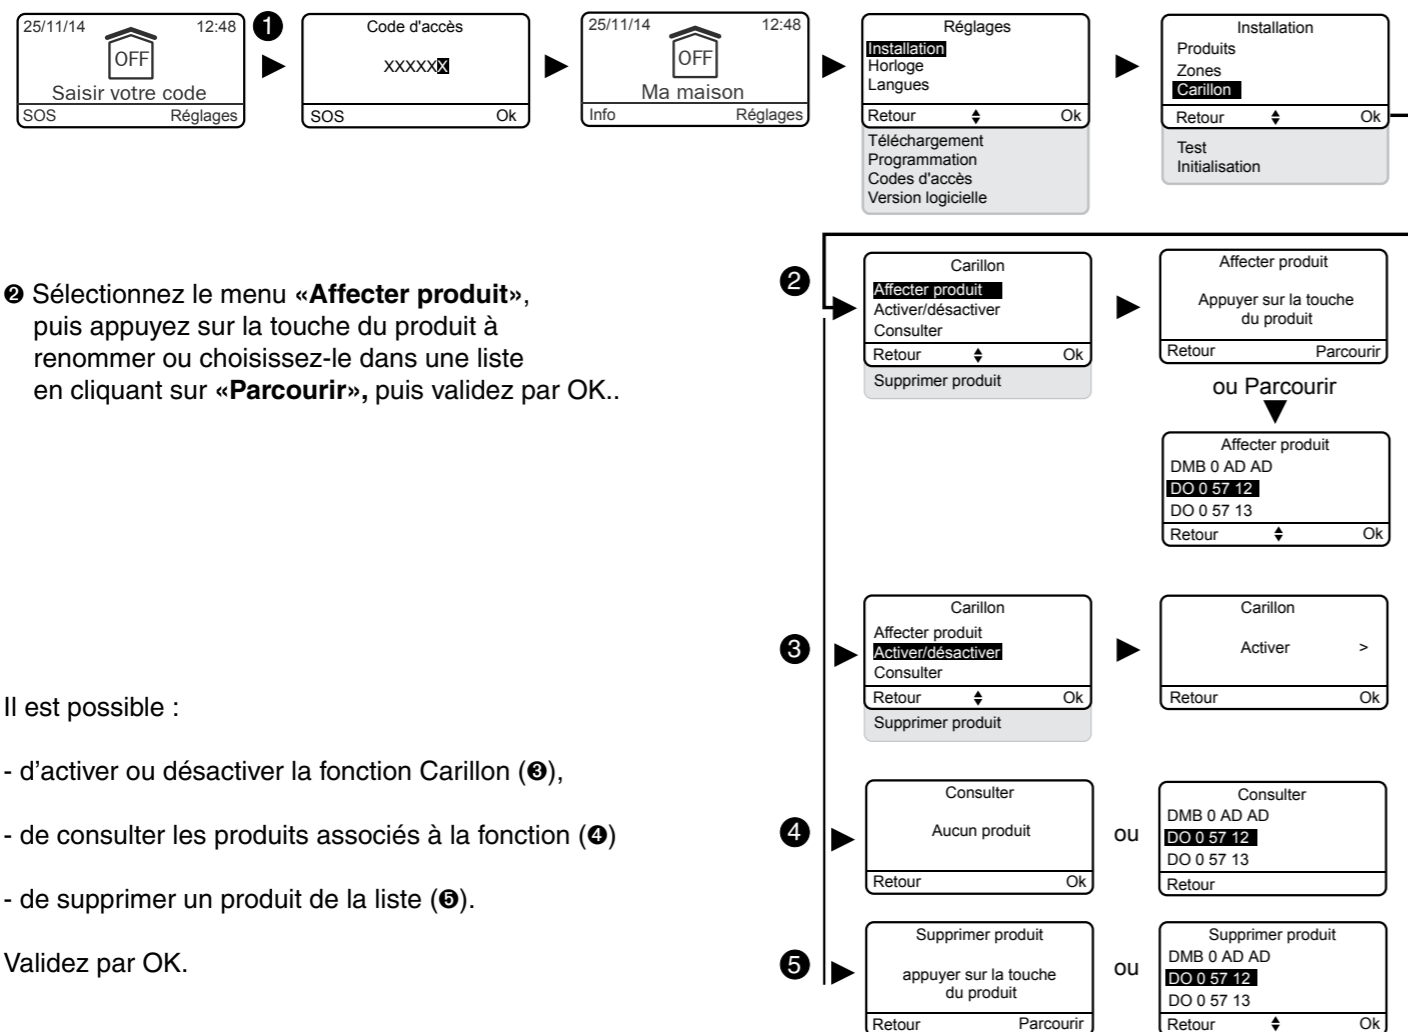 25/11/14 12:48
OFF
Saisir votre code
SOS Réglages
❶
Code d'accès
XXXXXX
SOS Ok
25/11/14 12:48
OFF
Ma maison
Info Réglages
Réglages
Installation
Horloge
Langues
Retour Ok
Téléchargement
Programmation
Codes d'accès
Version logicielle
Installation
Produits
Zones
Carillon
Retour Ok
Test
Initialisation
❷ Sélectionnez le menu «Affecter produit»,
puis appuyez sur la touche du produit à
renommer ou choisissez-le dans une liste
en cliquant sur «Parcourir», puis validez par OK..
❷
Carillon
Affecter produit
Activer/désactiver
Consulter
Retour Ok
Supprimer produit
Affecter produit
Appuyer sur la touche
du produit
Retour Parcourir
ou Parcourir
Affecter produit
DMB 0 AD AD
DO 0 57 12
DO 0 57 13
Retour Ok
Il est possible :
- d'activer ou désactiver la fonction Carillon (❸),
- de consulter les produits associés à la fonction (❹)
- de supprimer un produit de la liste (❺).
Validez par OK.
❸
Carillon
Affecter produit
Activer/désactiver
Consulter
Retour Ok
Supprimer produit
Carillon
Activer >
Retour Ok
❹
Consulter
Aucun produit
Retour Ok
ou
Consulter
DMB 0 AD AD
DO 0 57 12
DO 0 57 13
Retour
❺
Supprimer produit
appuyer sur la touche
du produit
Retour Parcourir
ou
Supprimer produit
DMB 0 AD AD
DO 0 57 12
DO 0 57 13
Retour Ok